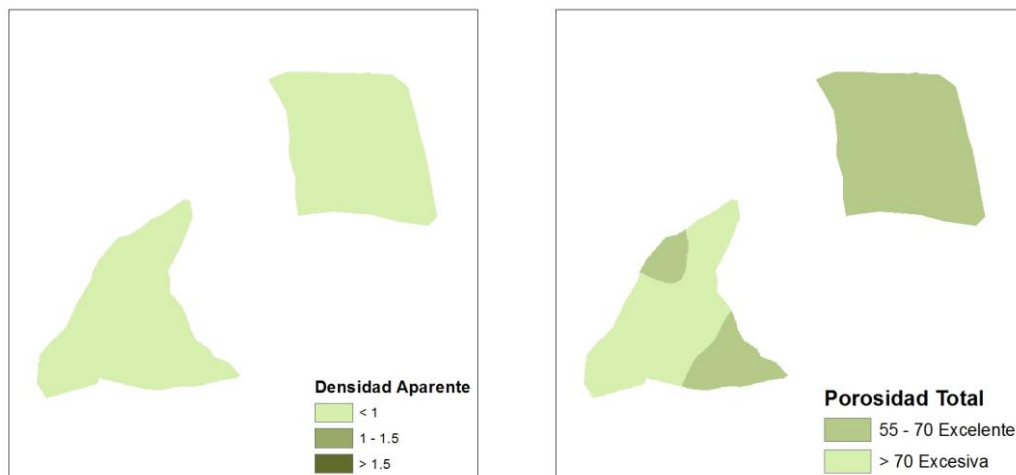 Densidad Aparente
< 1
1 - 1.5
> 1.5
Porosidad Total
55 - 70 Excelente
> 70 Excesiva